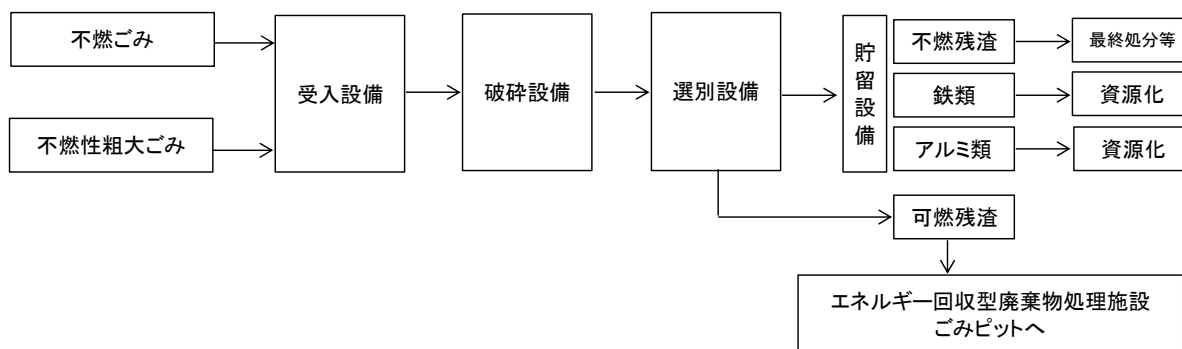 不燃ごみ
不燃性粗大ごみ
受入設備
破砕設備
選別設備
貯留設備
不燃残渣
最終処分等
鉄類
資源化
アルミ類
資源化
可燃残渣
エネルギー回収型廃棄物処理施設
ごみピットへ